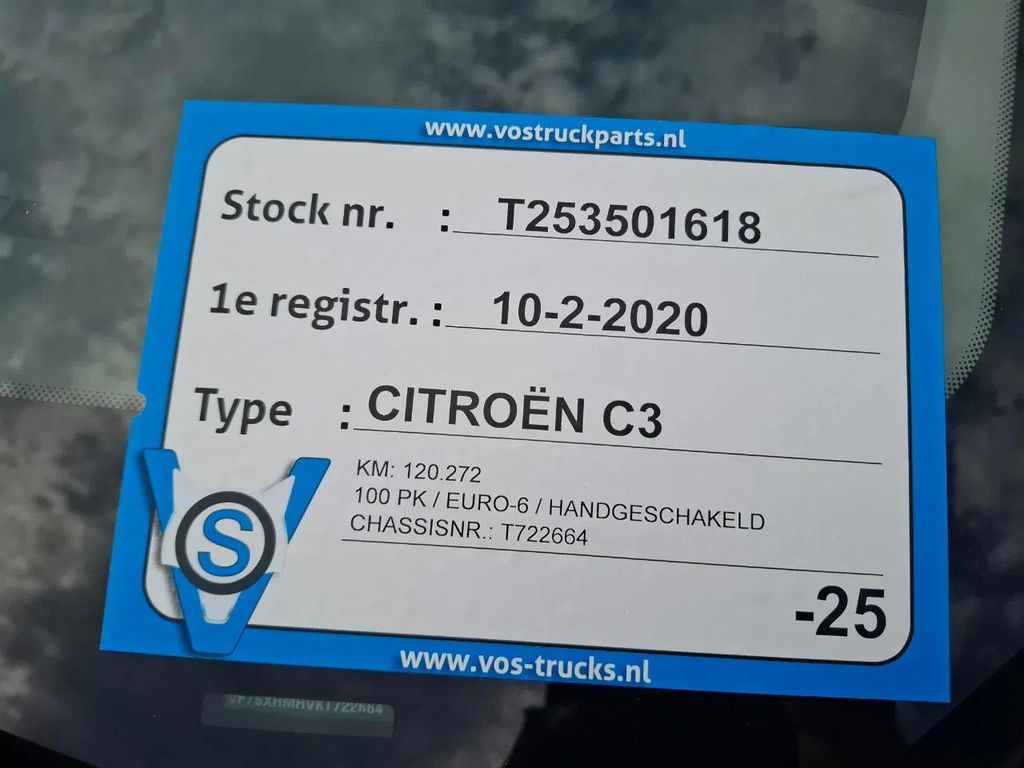 www.vostruckparts.nl
Stock nr. : T253501618
1e registr. : 10-2-2020
Type : CITROËN C3
KM: 120.272
100 PK / EURO-6 / HANDGESCHAKELD
CHASSISNR.: T722664
VOS
-25
www.vos-trucks.nl